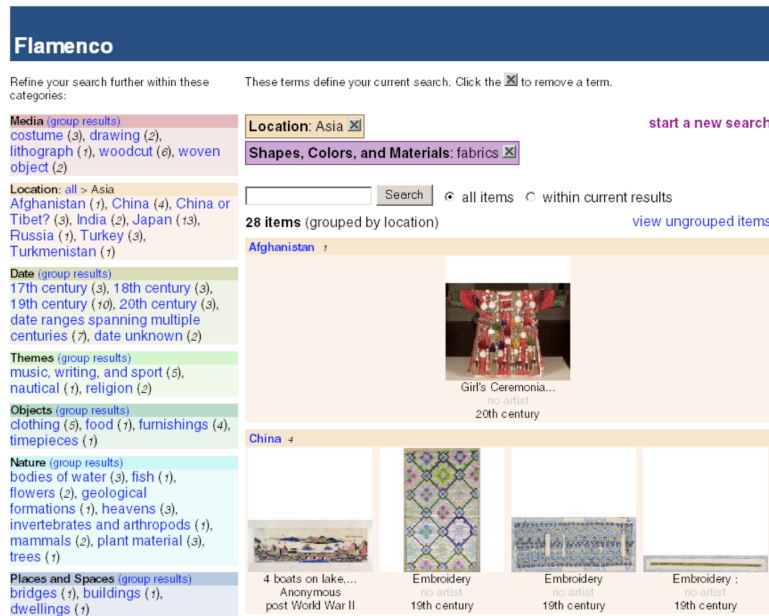 Flamenco
Refine your search further within these
categories:
Media (group results)
costume (3), drawing (2),
lithograph (1), woodcut (6), woven
object (2)
Location: all > Asia
Afghanistan (1), China (4), China or
Tibet? (3), India (2), Japan (13),
Russia (1), Turkey (3),
Turkmenistan (1)
Date (group results)
17th century (3), 18th century (3),
19th century (10), 20th century (3),
date ranges spanning multiple
centuries (7), date unknown (2)
Themes (group results)
music, writing, and sport (5),
nautical (1), religion (2)
Objects (group results)
clothing (5), food (1), furnishings (4),
timepieces (1)
Nature (group results)
bodies of water (3), fish (1),
flowers (2), geological
formations (1), heavens (3),
invertebrates and arthropods (1),
mammals (2), plant material (3),
trees (1)
Places and Spaces (group results)
bridges (1), buildings (1),
dwellings (1)
These terms define your current search. Click the X to remove a term.
Location: Asia X
start a new search
Shapes, Colors, and Materials: fabrics X
Search all items within current results
28 items (grouped by location) view ungrouped items
Afghanistan 1
Girl's Ceremonia...
no artist
20th century
China 4
4 boats on lake,...
Anonymous
post World War II
Embroidery
no artist
19th century
Embroidery
no artist
19th century
Embroidery ;
no artist
19th century